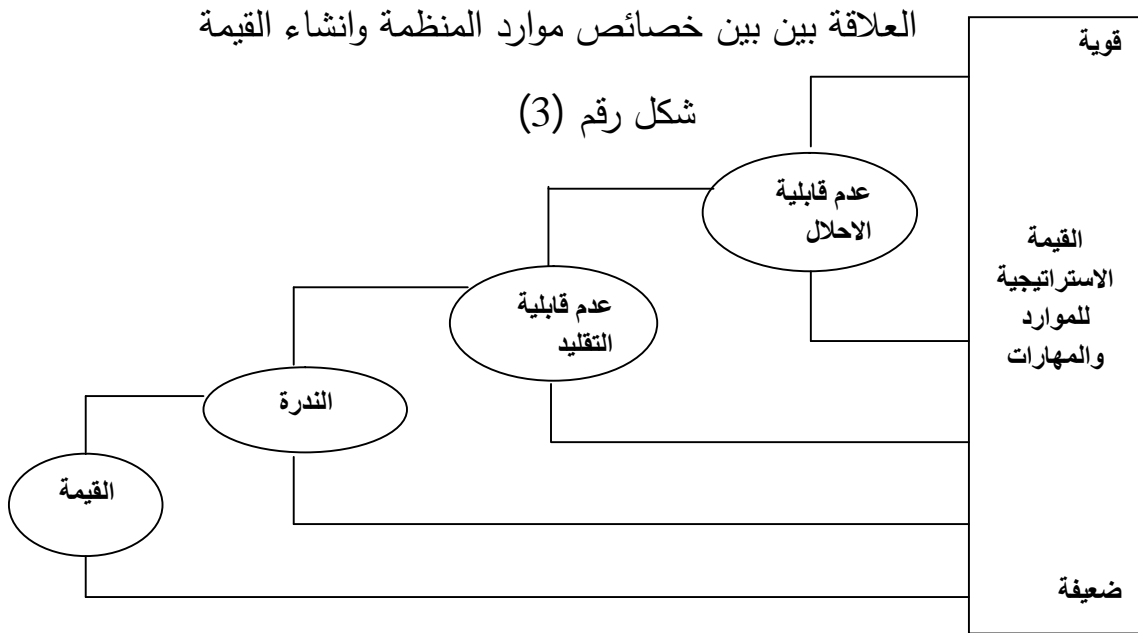 العلاقة بين بين خصائص موارد المنظمة وانشاء القيمة
شكل رقم (3)
قوية
عدم قابلية
الاحلال
القيمة
الاستراتيجية
للموارد
والمهارات
عدم قابلية
التقليد
الندرة
القيمة
ضعيفة